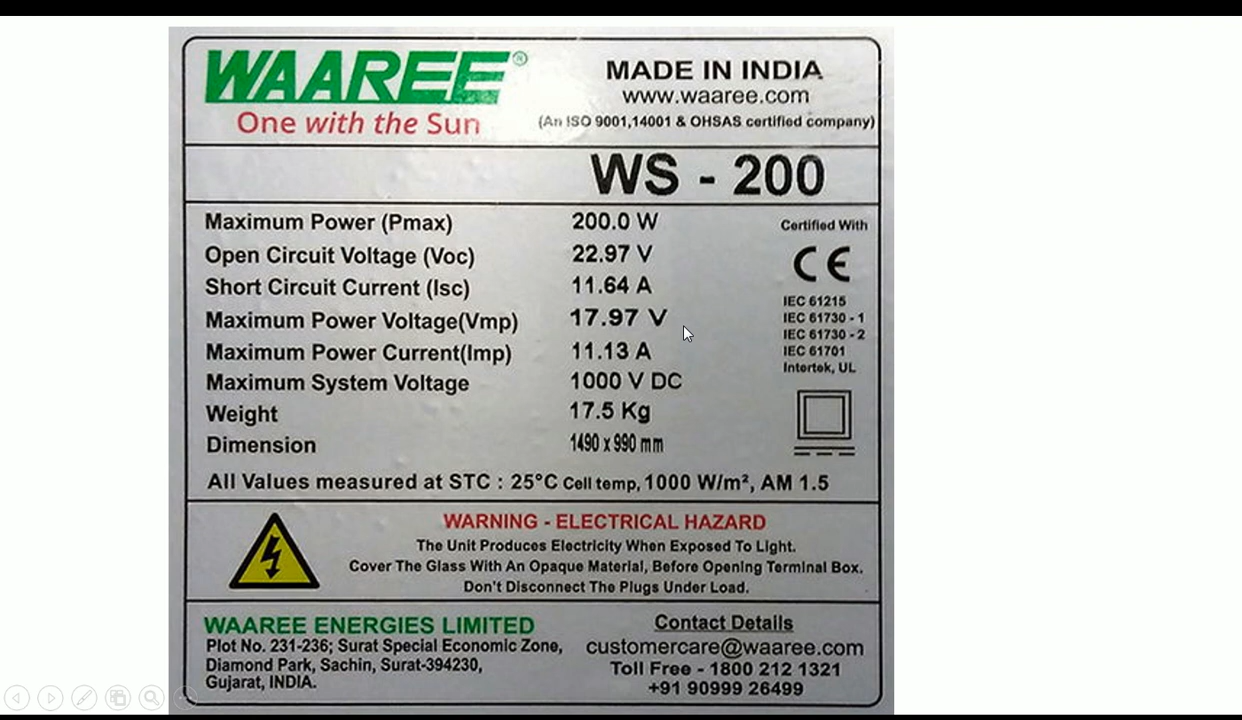 WAAREE®
One with the Sun
MADE IN INDIA
www.waaree.com
(An ISO 9001,14001 & OHSAS certified company)
WS - 200
Maximum Power (Pmax) 200.0 W
Open Circuit Voltage (Voc) 22.97 V
Short Circuit Current (Isc) 11.64 A
Maximum Power Voltage(Vmp) 17.97 V
Maximum Power Current(Imp) 11.13 A
Maximum System Voltage 1000 V DC
Weight 17.5 Kg
Dimension 1490 x 990 mm
Certified With
CE
IEC 61215
IEC 61730 - 1
IEC 61730 - 2
IEC 61701
Intertek, UL
All Values measured at STC : 25°C Cell temp, 1000 W/m², AM 1.5
WARNING - ELECTRICAL HAZARD
The Unit Produces Electricity When Exposed To Light.
Cover The Glass With An Opaque Material, Before Opening Terminal Box.
Don't Disconnect The Plugs Under Load.
WAAREE ENERGIES LIMITED
Plot No. 231-236; Surat Special Economic Zone,
Diamond Park, Sachin, Surat-394230,
Gujarat, INDIA.
Contact Details
customercare@waaree.com
Toll Free - 1800 212 1321
+91 90999 26499